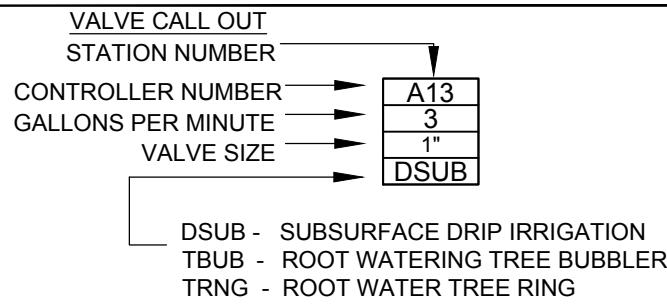 VALVE CALL OUT
STATION NUMBER
CONTROLLER NUMBER
GALLONS PER MINUTE
VALVE SIZE
A13
3
1"
DSUB
DSUB - SUBSURFACE DRIP IRRIGATION
TBUB - ROOT WATERING TREE BUBBLER
TRNG - ROOT WATER TREE RING